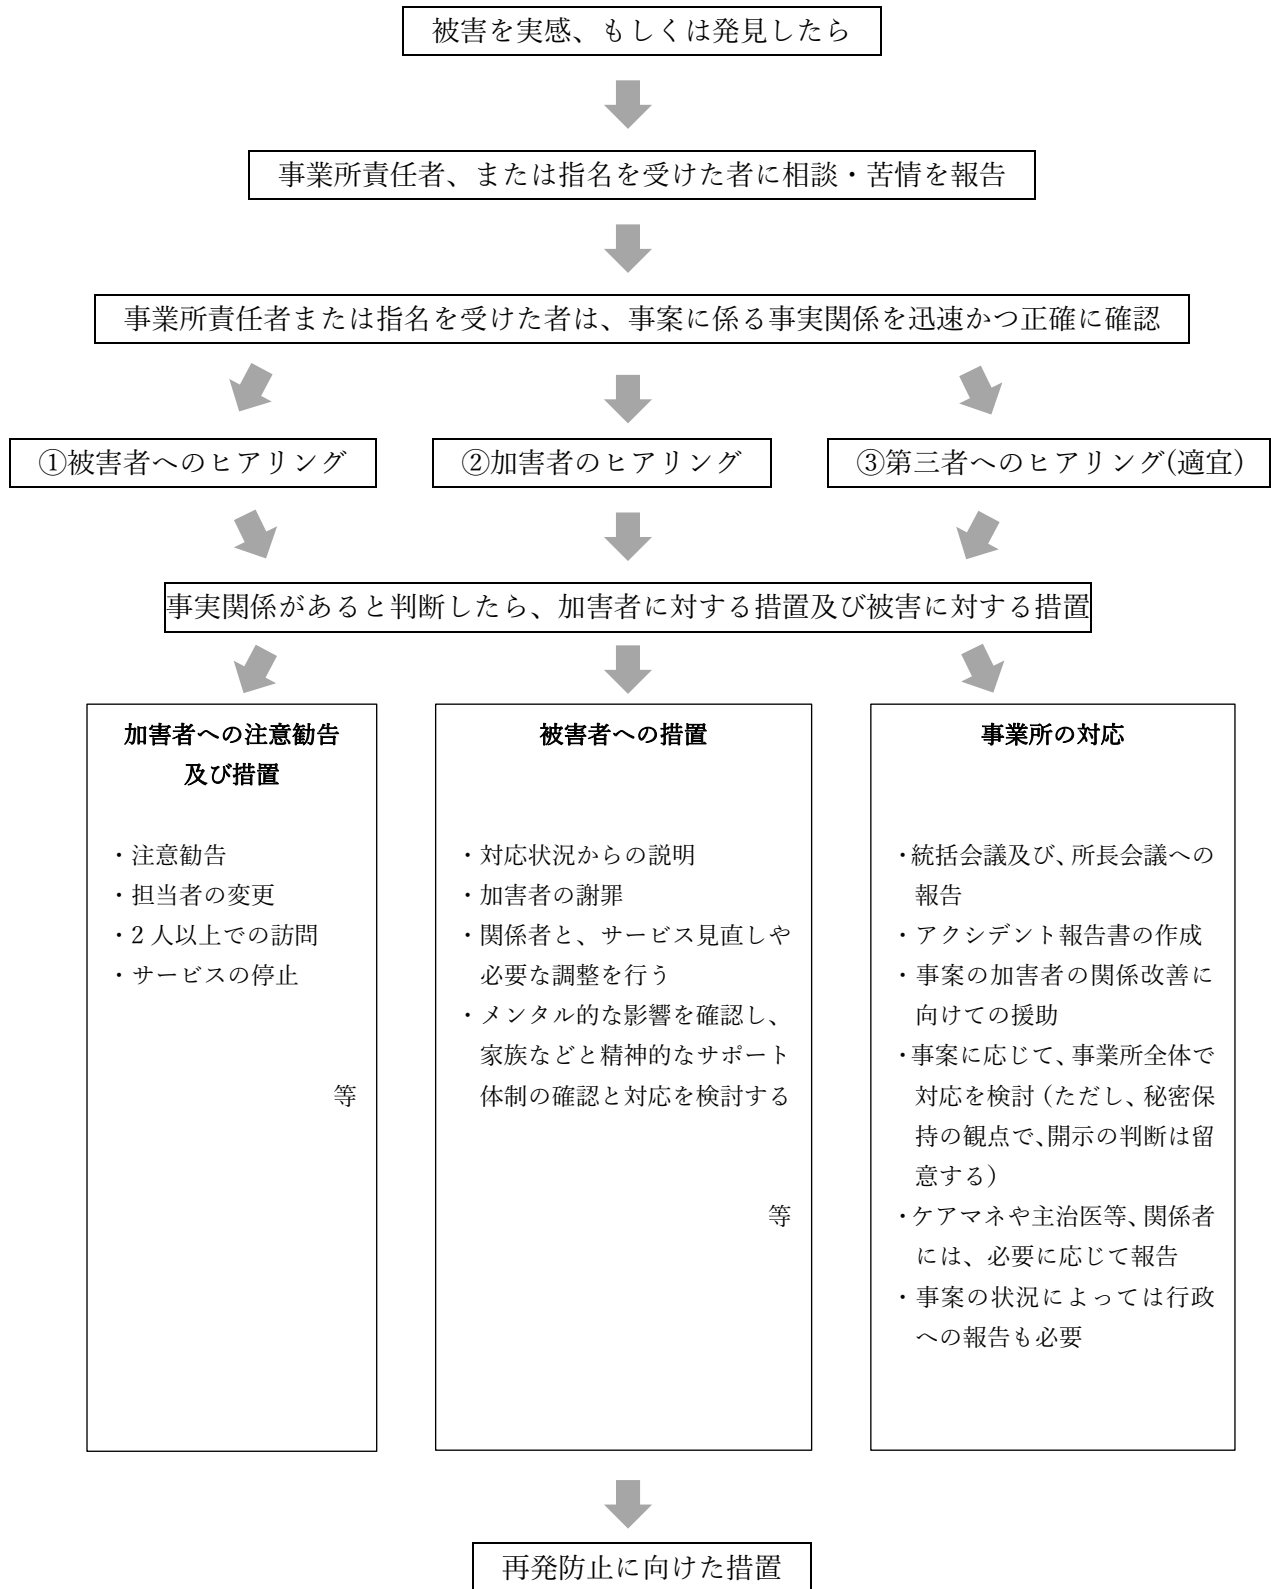 被害を実感、もしくは発見したら
事業所責任者、または指名を受けた者に相談・苦情を報告
事業所責任者または指名を受けた者は、事案に係る事実関係を迅速かつ正確に確認
①被害者へのヒアリング
②加害者のヒアリング
③第三者へのヒアリング(適宜)
事実関係があると判断したら、加害者に対する措置及び被害に対する措置
加害者への注意勧告
及び措置
・注意勧告
・担当者の変更
・2 人以上での訪問
・サービスの停止
等
被害者への措置
・対応状況からの説明
・加害者の謝罪
・関係者と、サービス見直しや
必要な調整を行う
・メンタル的な影響を確認し、
家族などと精神的なサポート
体制の確認と対応を検討する
等
事業所の対応
・統括会議及び、所長会議への
報告
・アクシデント報告書の作成
・事案の加害者の関係改善に
向けての援助
・事案に応じて、事業所全体で
対応を検討（ただし、秘密保
持の観点で、開示の判断は留
意する）
・ケアマネや主治医等、関係者
には、必要に応じて報告
・事案の状況によっては行政
への報告も必要
再発防止に向けた措置